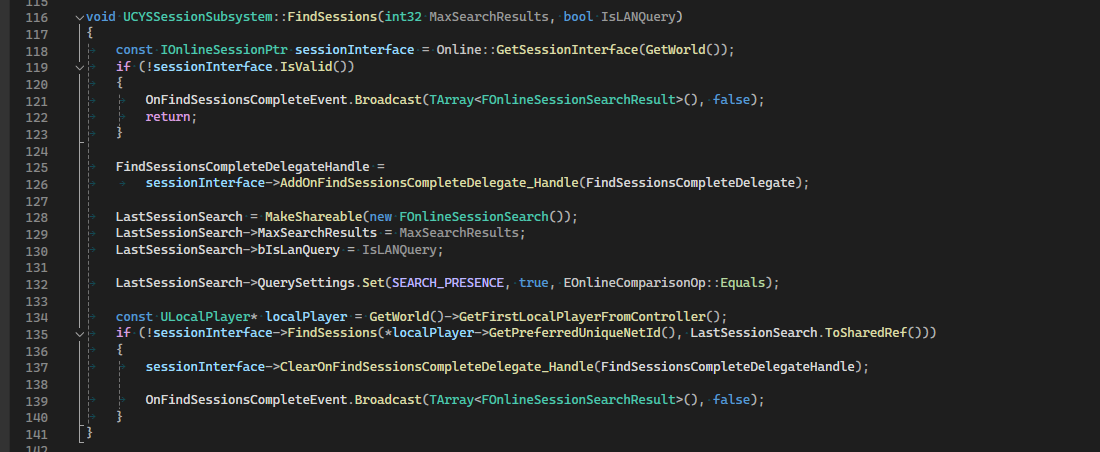 115
116 void UCYSSessionSubsystem::FindSessions(int32 MaxSearchResults, bool IsLANQuery)
117 {
118 const IOnlineSessionPtr sessionInterface = Online::GetSessionInterface(GetWorld());
119 if (!sessionInterface.IsValid())
120 {
121 OnFindSessionsCompleteEvent.Broadcast(TArray<FOnlineSessionSearchResult>(), false);
122 return;
123 }
124
125 FindSessionsCompleteDelegateHandle =
126 sessionInterface->AddOnFindSessionsCompleteDelegate_Handle(FindSessionsCompleteDelegate);
127
128 LastSessionSearch = MakeShareable(new FOnlineSessionSearch());
129 LastSessionSearch->MaxSearchResults = MaxSearchResults;
130 LastSessionSearch->bIsLanQuery = IsLANQuery;
131
132 LastSessionSearch->QuerySettings.Set(SEARCH_PRESENCE, true, EOnlineComparisonOp::Equals);
133
134 const ULocalPlayer* localPlayer = GetWorld()->GetFirstLocalPlayerFromController();
135 if (!sessionInterface->FindSessions(*localPlayer->GetPreferredUniqueNetId(), LastSessionSearch.ToSharedRef()))
136 {
137 sessionInterface->ClearOnFindSessionsCompleteDelegate_Handle(FindSessionsCompleteDelegateHandle);
138
139 OnFindSessionsCompleteEvent.Broadcast(TArray<FOnlineSessionSearchResult>(), false);
140 }
141 }
142